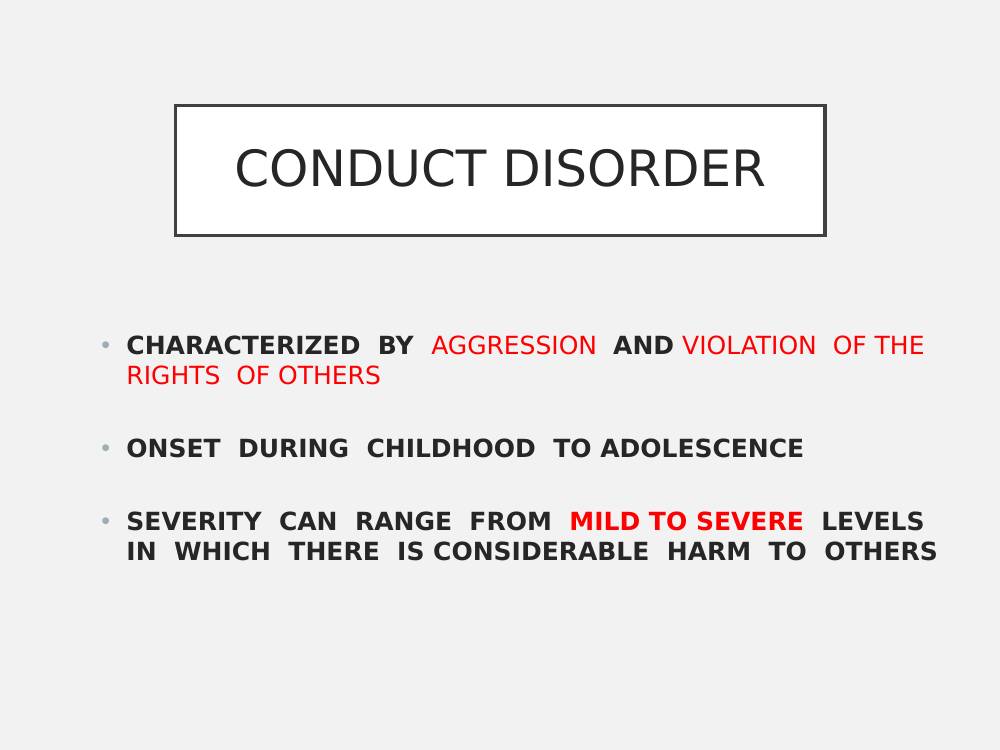 CONDUCT DISORDER
• CHARACTERIZED BY AGGRESSION AND VIOLATION OF THE
RIGHTS OF OTHERS
• ONSET DURING CHILDHOOD TO ADOLESCENCE
• SEVERITY CAN RANGE FROM MILD TO SEVERE LEVELS
IN WHICH THERE IS CONSIDERABLE HARM TO OTHERS